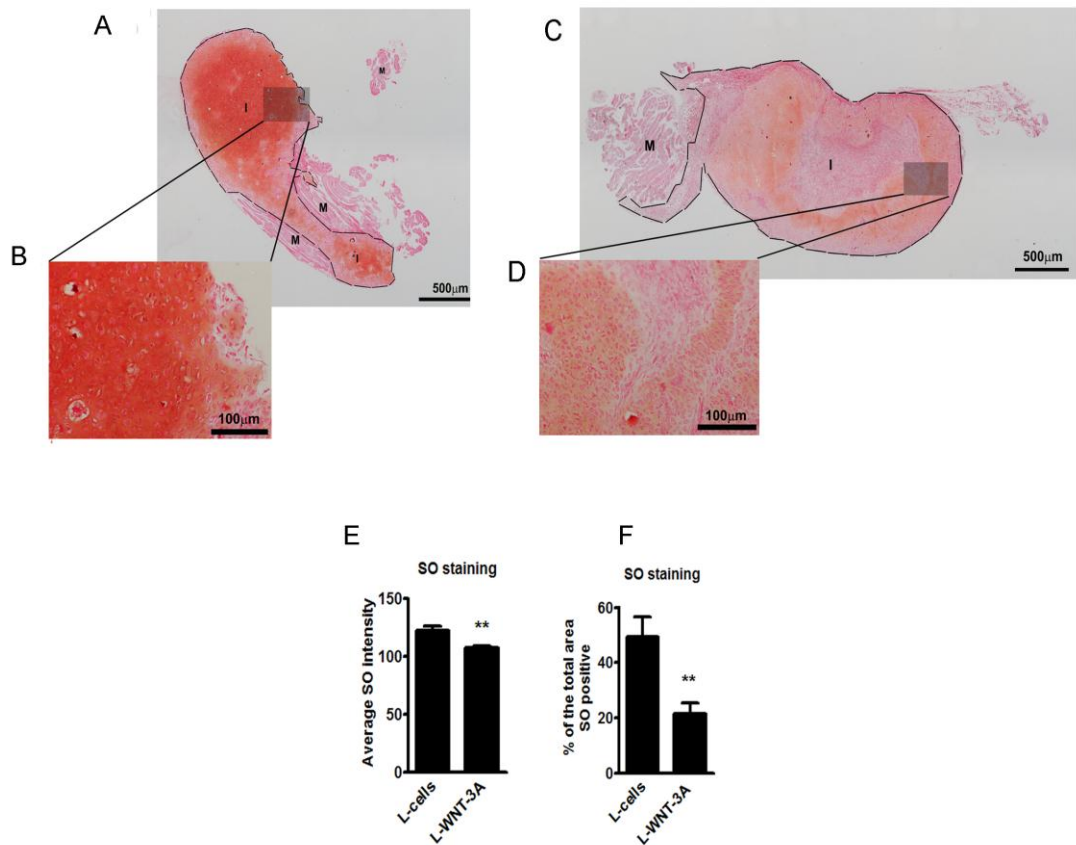 A
I
M
M
M
I
500µm
B
100µm
C
M
I
500µm
D
100µm
E
SO staining
Average SO intensity
150
100
50
0
**
L-cells
L-WNT-3A
F
SO staining
% of the total area
SO positive
60
40
20
0
**
L-cells
L-WNT-3A